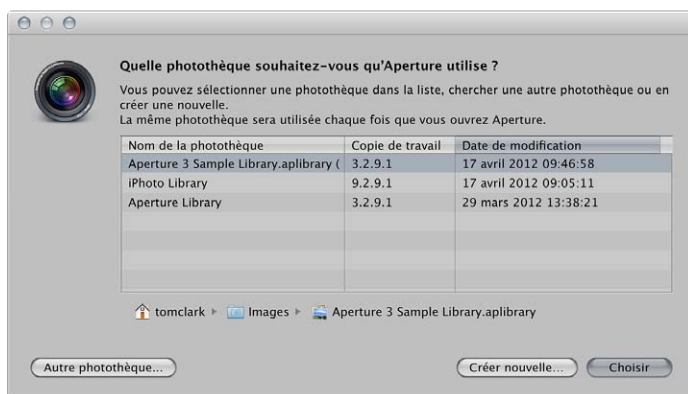 Quelle photothèque souhaitez-vous qu'Aperture utilise ?
Vous pouvez sélectionner une photothèque dans la liste, chercher une autre photothèque ou en
créer une nouvelle.
La même photothèque sera utilisée chaque fois que vous ouvrez Aperture.
Nom de la photothèque Copie de travail Date de modification
Aperture 3 Sample Library.aplibrary ( 3.2.9.1 17 avril 2012 09:46:58
iPhoto Library 9.2.9.1 17 avril 2012 09:05:11
Aperture Library 3.2.9.1 29 mars 2012 13:38:21
tomclark ▸ Images ▸ Aperture 3 Sample Library.aplibrary
Autre photothèque... Créer nouvelle... Choisir